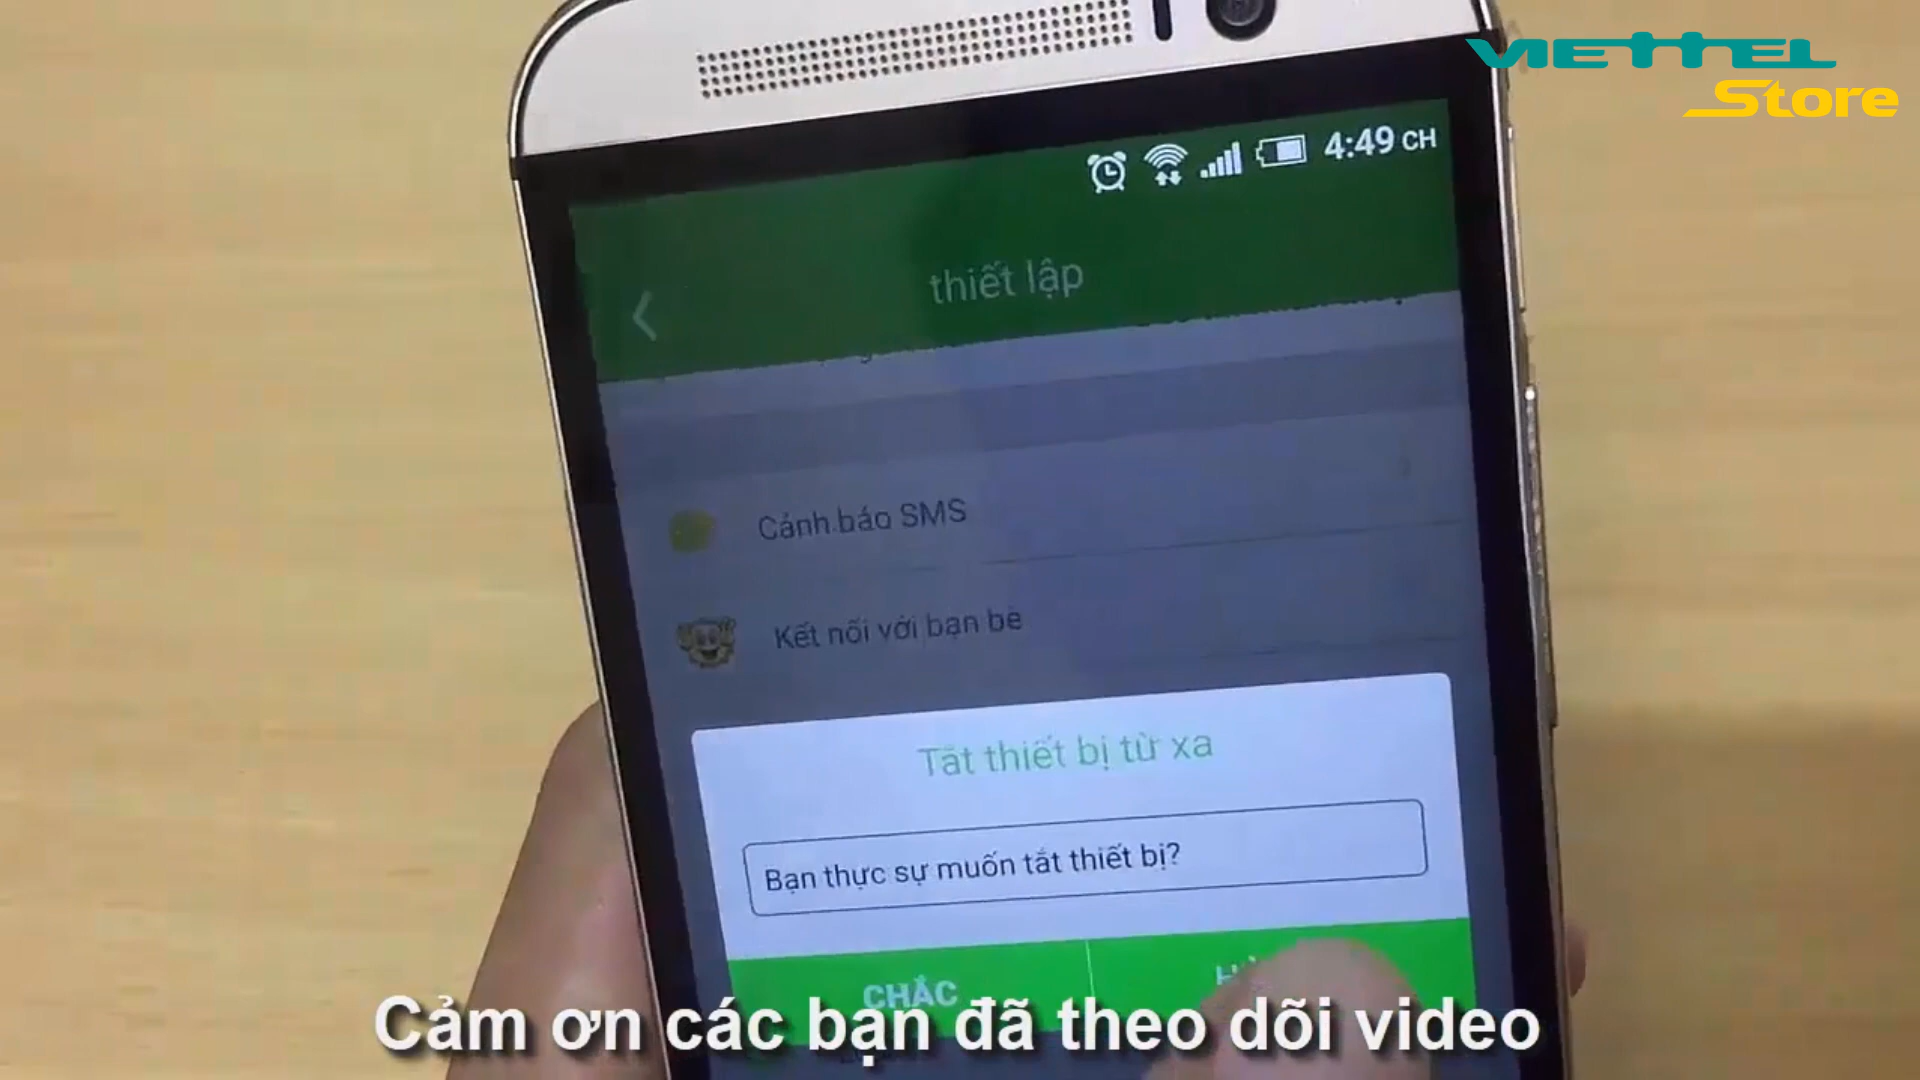 VIETTEL
Store
4:49 CH
thiết lập
Cảnh báo SMS
Kết nối với bạn bè
Tắt thiết bị từ xa
Bạn thực sự muốn tắt thiết bị?
CHẮC
Cảm ơn các bạn đã theo dõi video